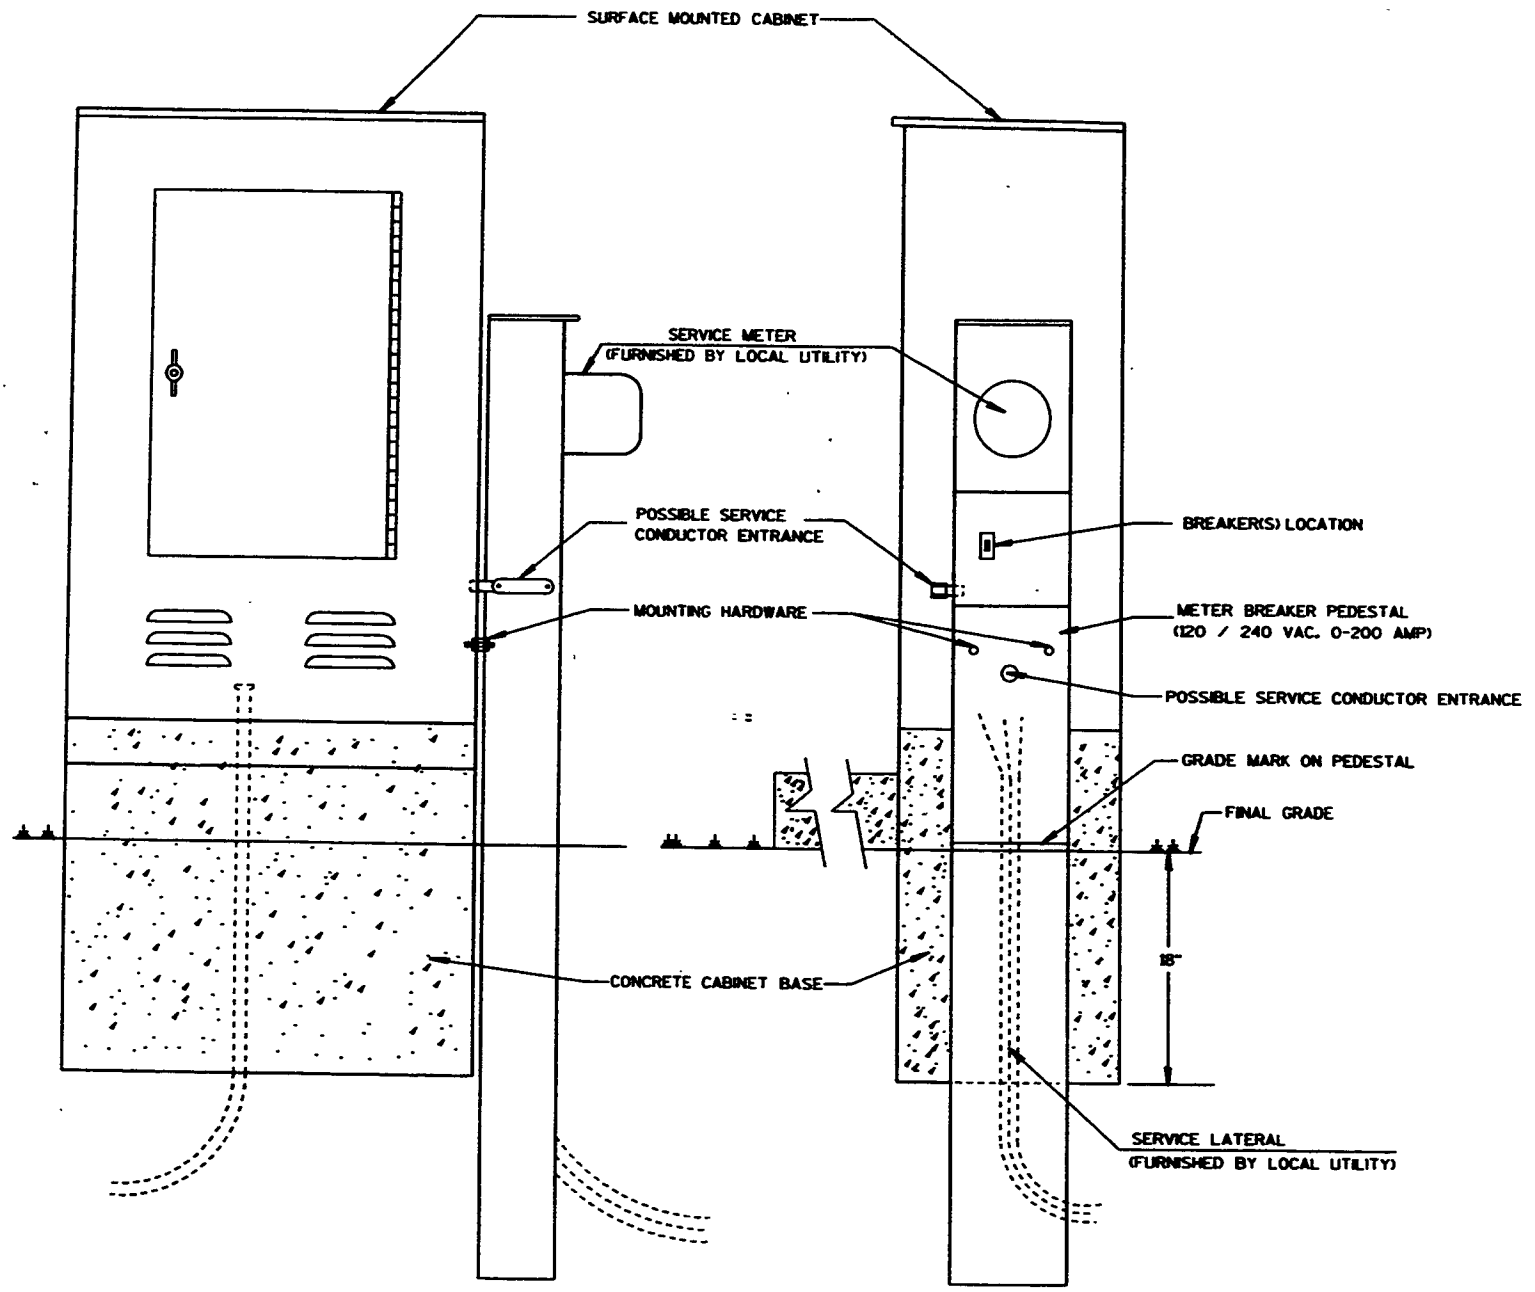 SURFACE MOUNTED CABINET
SERVICE METER
(FURNISHED BY LOCAL UTILITY)
POSSIBLE SERVICE
CONDUCTOR ENTRANCE
BREAKER(S) LOCATION
MOUNTING HARDWARE
METER BREAKER PEDESTAL
(120 / 240 VAC. 0-200 AMP)
POSSIBLE SERVICE CONDUCTOR ENTRANCE
GRADE MARK ON PEDESTAL
FINAL GRADE
18"
CONCRETE CABINET BASE
SERVICE LATERAL
(FURNISHED BY LOCAL UTILITY)